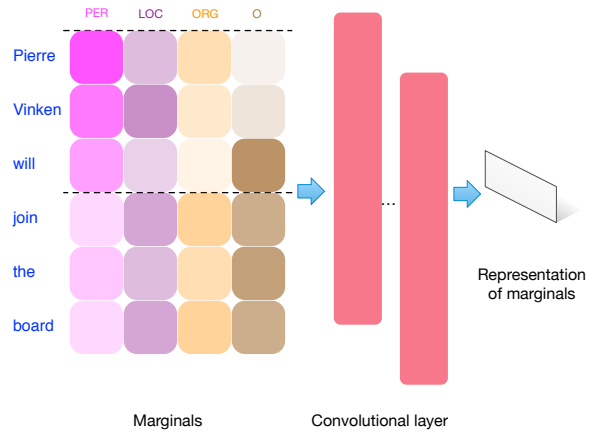 PER LOC ORG O
Pierre
Vinken
will
join
the
board
...
Representation
of marginals
Marginals
Convolutional layer